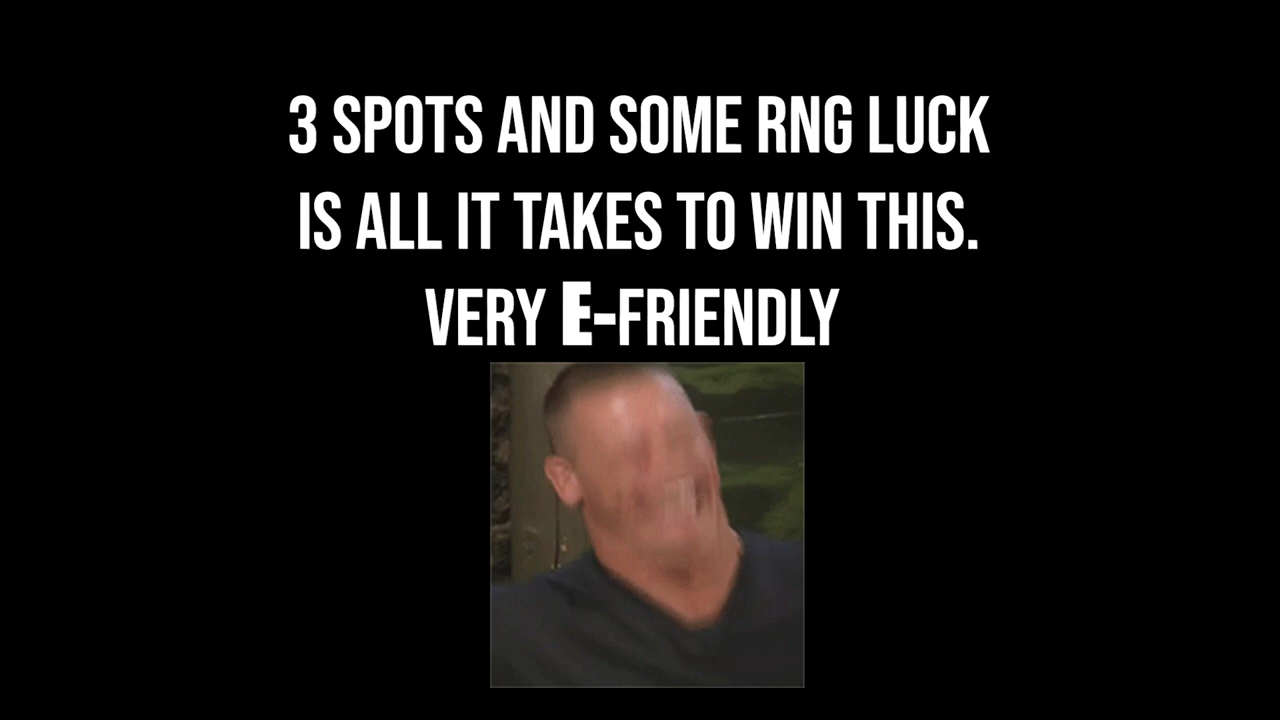 3 SPOTS AND SOME RNG LUCK
IS ALL IT TAKES TO WIN THIS.
VERY E-FRIENDLY